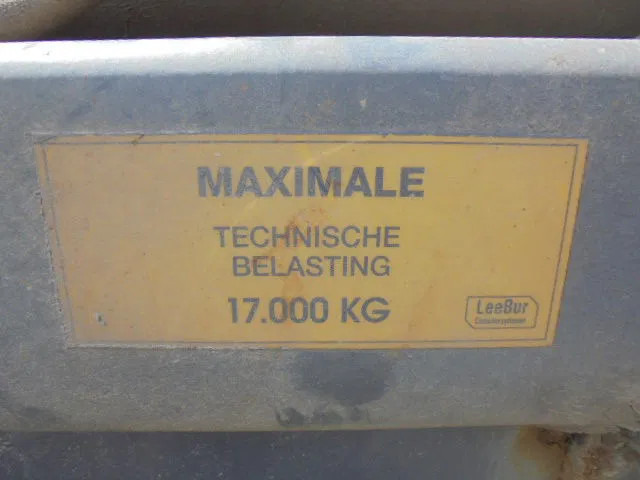 MAXIMALE
TECHNISCHE
BELASTING
17.000 KG
LeeBur